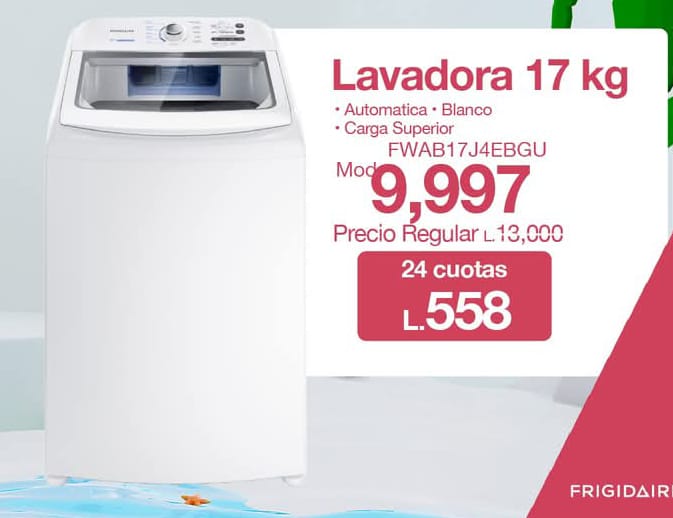 Lavadora 17 kg
• Automatica • Blanco
• Carga Superior
FWAB17J4EBGU
Mod
9,997
Precio Regular L.13,000
24 cuotas
L.558
FRIGIDAIRE